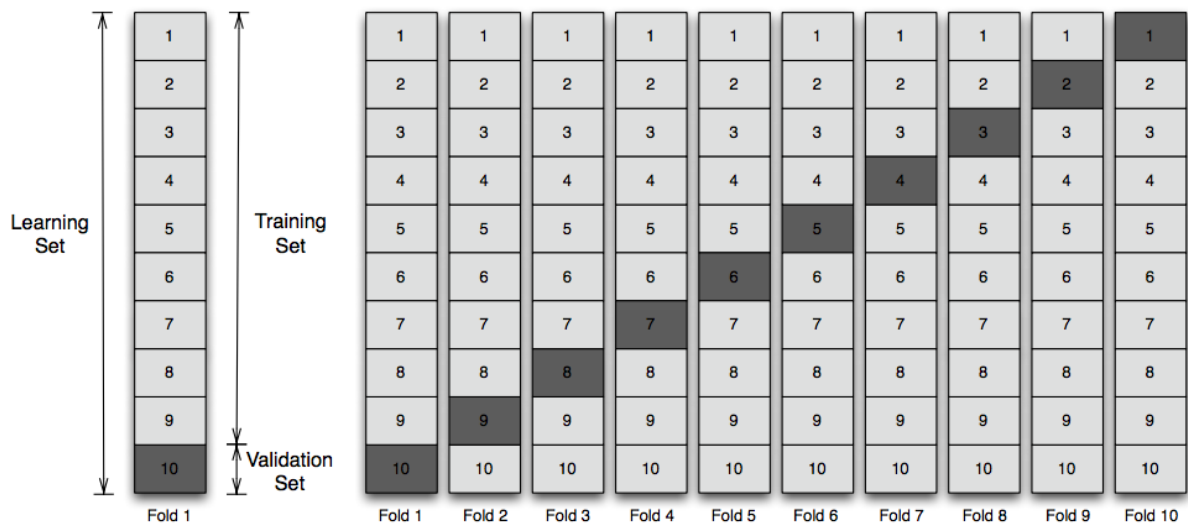 1 1 1 1 1 1 1 1 1 1 1
2 2 2 2 2 2 2 2 2 2 2
3 3 3 3 3 3 3 3 3 3 3
4 4 4 4 4 4 4 4 4 4 4
Learning
Set
5 Training
Set
5 5 5 5 5 5 5 5 5 5
6 6 6 6 6 6 6 6 6 6 6
7 7 7 7 7 7 7 7 7 7 7
8 8 8 8 8 8 8 8 8 8 8
9 9 9 9 9 9 9 9 9 9 9
10 Validation
Set
10 10 10 10 10 10 10 10 10 10
Fold 1 Fold 1 Fold 2 Fold 3 Fold 4 Fold 5 Fold 6 Fold 7 Fold 8 Fold 9 Fold 10